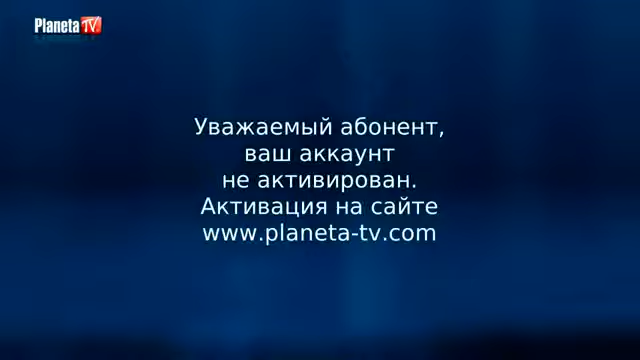 Planeta TV
Уважаемый абонент,
ваш аккаунт
не активирован.
Активация на сайте
www.planeta-tv.com